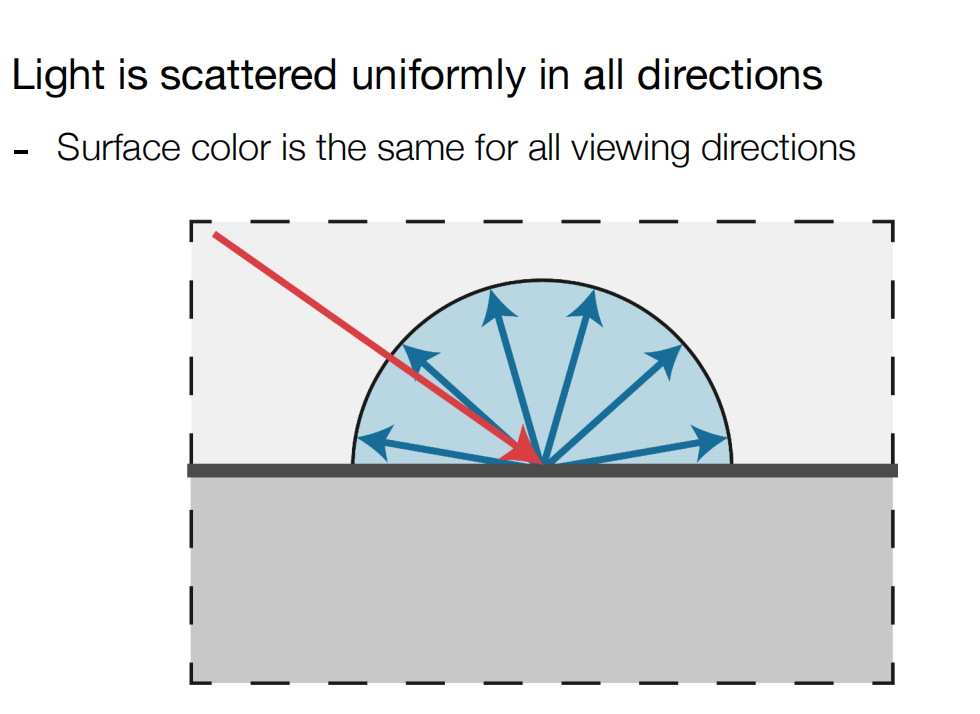 Light is scattered uniformly in all directions
- Surface color is the same for all viewing directions